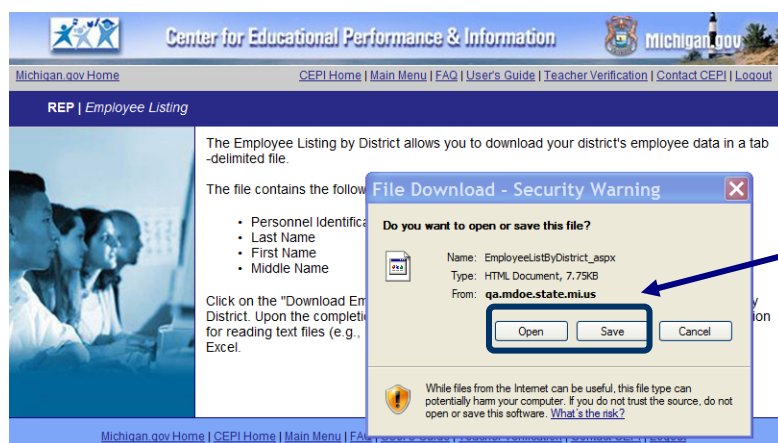 Center for Educational Performance & Information
Michigan.gov
Michigan.gov Home
CEPI Home | Main Menu | FAQ | User's Guide | Teacher Verification | Contact CEPI | Logout
REP | Employee Listing
The Employee Listing by District allows you to download your district's employee data in a tab
-delimited file.
The file contains the follow
• Personnel Identifica
• Last Name
• First Name
• Middle Name
Click on the "Download Em
District. Upon the completi
for reading text files (e.g.,
Excel.
y
ion
File Download - Security Warning
Do you want to open or save this file?
Name: EmployeeListByDistrict_aspx
Type: HTML Document, 7.75KB
From: qa.mdoe.state.mi.us
Open Save Cancel
While files from the Internet can be useful, this file type can
potentially harm your computer. If you do not trust the source, do not
open or save this software. What's the risk?
Michigan.gov Home | CEPI Home | Main Menu | FAQ